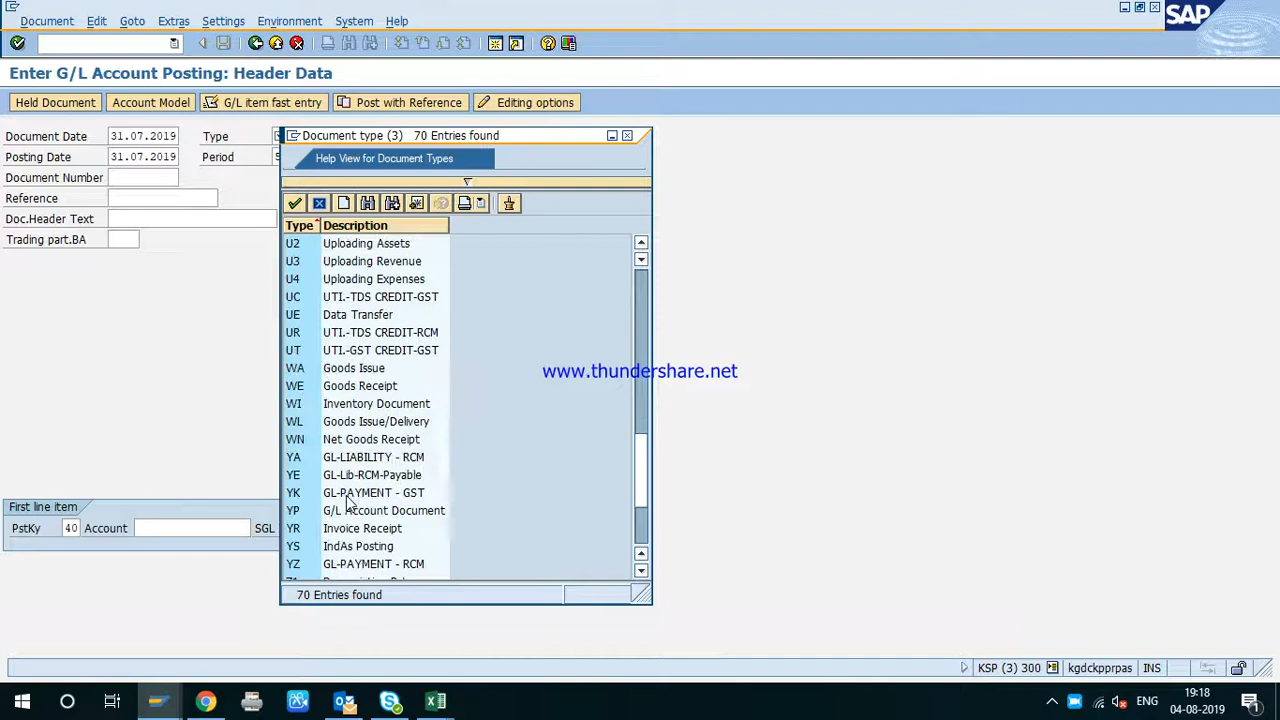 Document Edit Goto Extras Settings Environment System Help
SAP
Enter G/L Account Posting: Header Data
Held Document Account Model G/L item fast entry Post with Reference Editing options
Document Date 31.07.2019 Type
Posting Date 31.07.2019 Period
Document Number
Reference
Doc.Header Text
Trading part.BA
Document type (3) 70 Entries found
Help View for Document Types
Type Description
U2 Uploading Assets
U3 Uploading Revenue
U4 Uploading Expenses
UC UTI.-TDS CREDIT-GST
UE Data Transfer
UR UTI.-TDS CREDIT-RCM
UT UTI.-GST CREDIT-GST
WA Goods Issue
WE Goods Receipt
WI Inventory Document
WL Goods Issue/Delivery
WN Net Goods Receipt
YA GL-LIABILITY - RCM
YE GL-Lib-RCM-Payable
YK GL-PAYMENT - GST
YP G/L Account Document
YR Invoice Receipt
YS IndAs Posting
YZ GL-PAYMENT - RCM
70 Entries found
www.thundershare.net
First line item
PstKy 40 Account SGL
KSP (3) 300 kgdckpprpas INS
ENG
19:18
04-08-2019